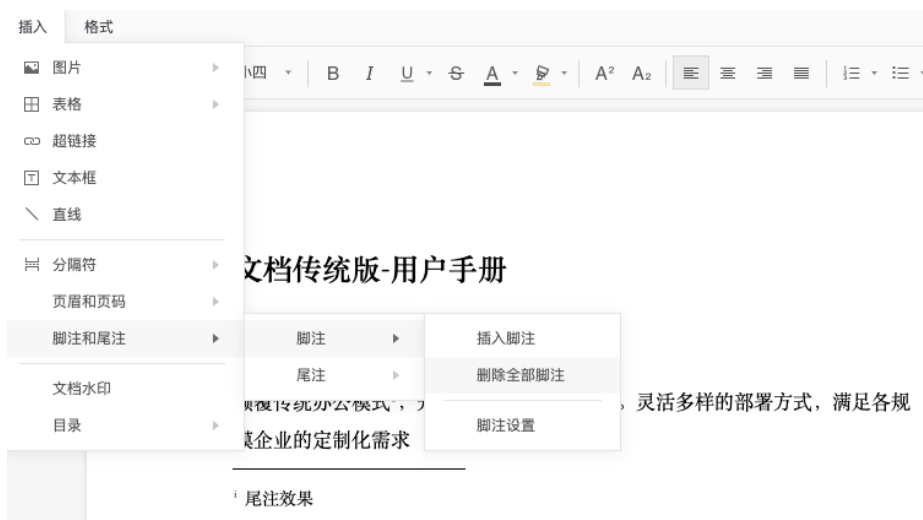 插入 格式
图片
小四 B I U S A A² A₂
表格
超链接
文本框
直线
分隔符
文档传统版-用户手册
页眉和页码
脚注和尾注 脚注 插入脚注
尾注 删除全部脚注
文档水印
颠覆传统办公模式 。灵活多样的部署方式，满足各规
目录 脚注设置
模企业的定制化需求
i 尾注效果